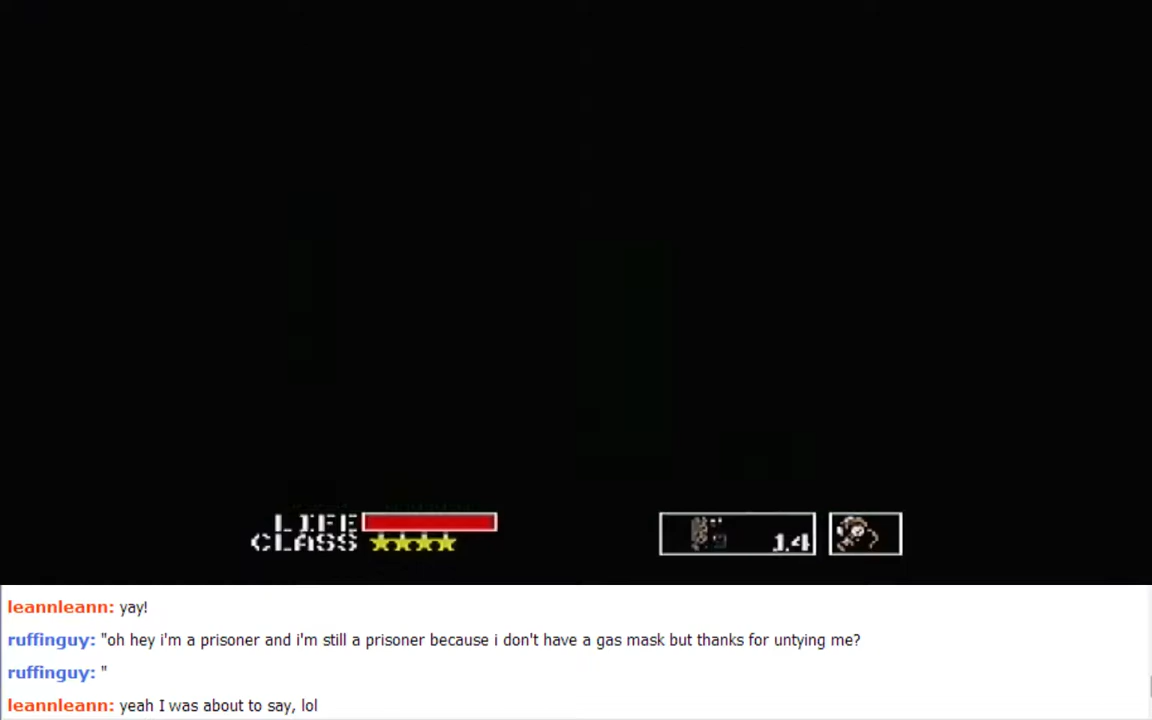 LIFE
CLASS
14
leannleann: yay!
ruffinguy: "oh hey i'm a prisoner and i'm still a prisoner because i don't have a gas mask but thanks for untying me?
ruffinguy: "
leannleann: yeah I was about to say, lol